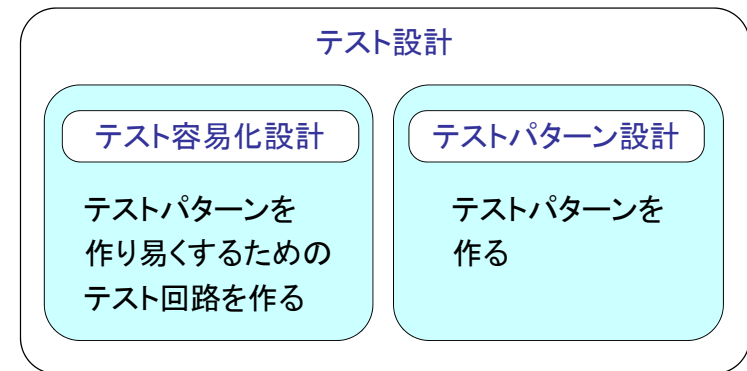 テスト設計
テスト容易化設計
テストパターンを
作り易くするための
テスト回路を作る
テストパターン設計
テストパターンを
作る